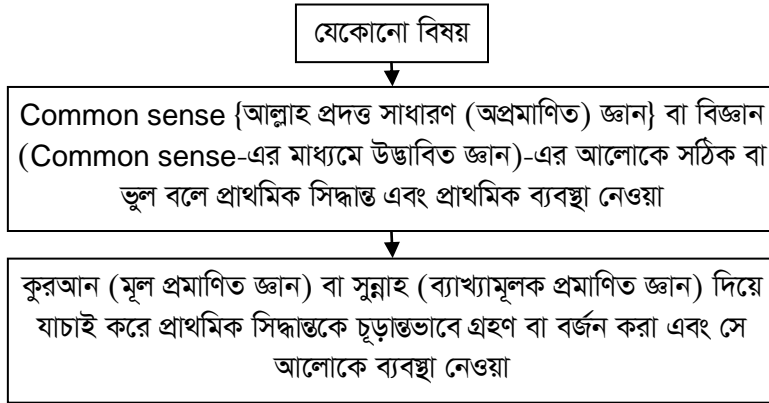 যেকোনো বিষয়
Common sense {আল্লাহ প্রদত্ত সাধারণ (অপ্রমাণিত) জ্ঞান} বা বিজ্ঞান
(Common sense-এর মাধ্যমে উদ্ভাবিত জ্ঞান)-এর আলোকে সঠিক বা
ভুল বলে প্রাথমিক সিদ্ধান্ত এবং প্রাথমিক ব্যবস্থা নেওয়া
কুরআন (মূল প্রমাণিত জ্ঞান) বা সুন্নাহ (ব্যাখ্যামূলক প্রমাণিত জ্ঞান) দিয়ে
যাচাই করে প্রাথমিক সিদ্ধান্তকে চূড়ান্তভাবে গ্রহণ বা বর্জন করা এবং সে
আলোকে ব্যবস্থা নেওয়া